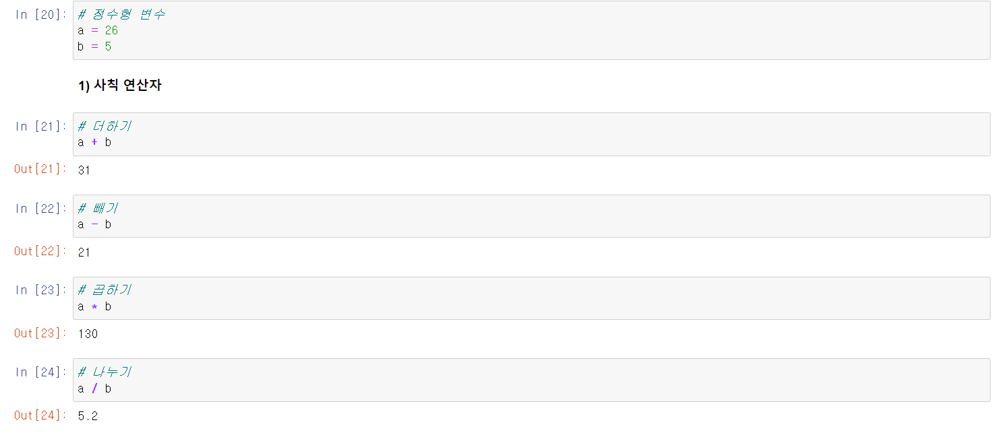 In [20]: # 정수형 변수
a = 26
b = 5
1) 사칙 연산자
In [21]: # 더하기
a + b
Out[21]: 31
In [22]: # 빼기
a - b
Out[22]: 21
In [23]: # 곱하기
a * b
Out[23]: 130
In [24]: # 나누기
a / b
Out[24]: 5.2